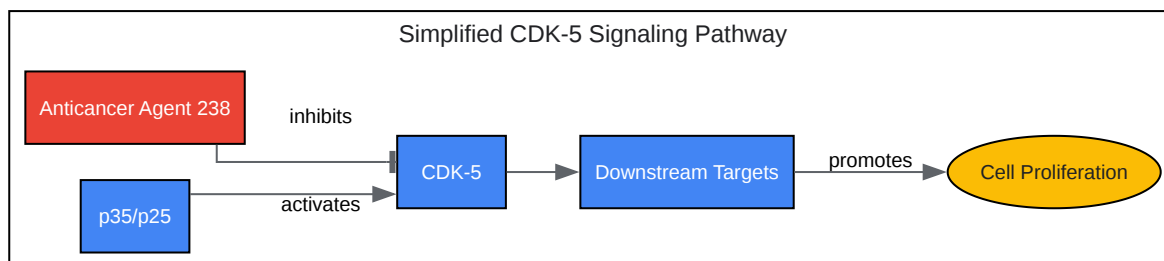 Simplified CDK-5 Signaling Pathway
Anticancer Agent 238
inhibits
CDK-5
Downstream Targets
promotes
Cell Proliferation
p35/p25
activates